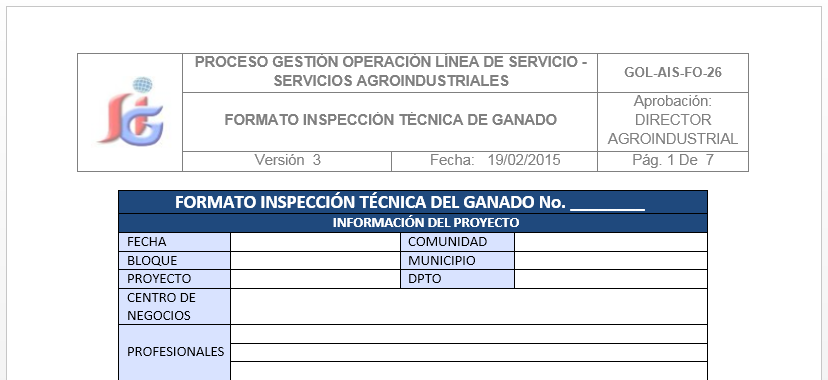 PROCESO GESTIÓN OPERACIÓN LÍNEA DE SERVICIO -
SERVICIOS AGROINDUSTRIALES
GOL-AIS-FO-26
FORMATO INSPECCIÓN TÈCNICA DE GANADO
Aprobación:
DIRECTOR
AGROINDUSTRIAL
Versión 3
Fecha: 19/02/2015
Pág. 1 De 7
FORMATO INSPECCIÓN TÉCNICA DEL GANADO No. _________
INFORMACIÓN DEL PROYECTO
FECHA
COMUNIDAD
BLOQUE
MUNICIPIO
PROYECTO
DPTO
CENTRO DE
NEGOCIOS
PROFESIONALES